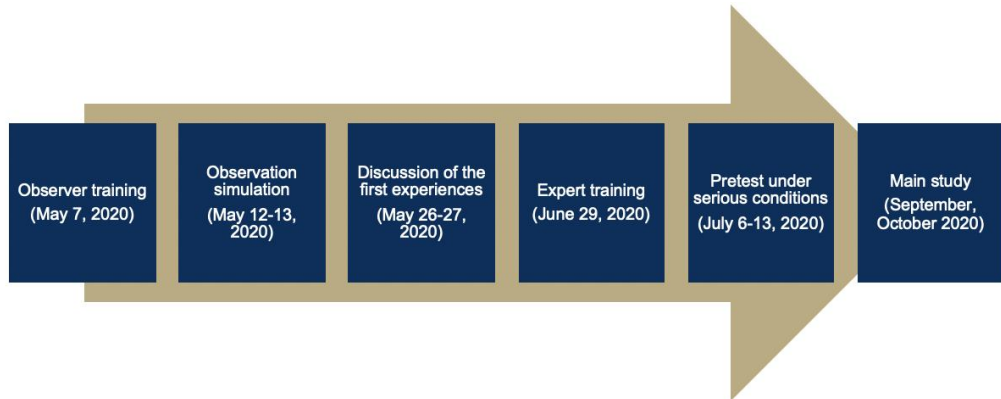 Observer training
(May 7, 2020)
Observation
simulation
(May 12-13,
2020)
Discussion of the
first experiences
(May 26-27,
2020)
Expert training
(June 29, 2020)
Pretest under
serious conditions
(July 6-13, 2020)
Main study
(September,
October 2020)